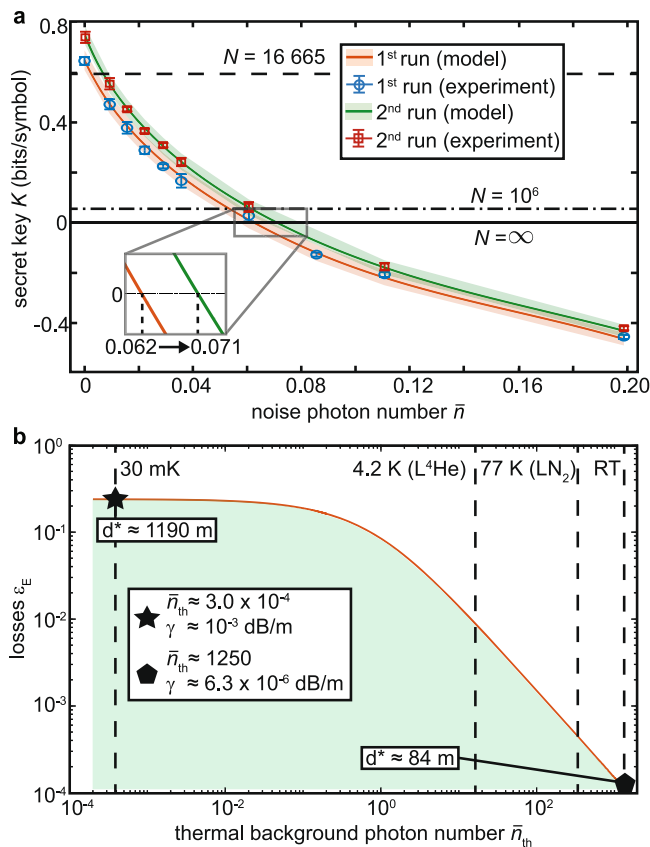 a
0.8
0.4
0
-0.4
secret key K (bits/symbol)
N = 16 665
1st run (model)
1st run (experiment)
2nd run (model)
2nd run (experiment)
N = 10⁶
N = ∞
0
0.062 → 0.071
0 0.04 0.08 0.12 0.16 0.20
noise photon number n̄
b
10⁰
10⁻¹
10⁻²
10⁻³
10⁻⁴
losses ε_E
30 mK
4.2 K (L⁴He)
77 K (LN₂)
RT
d* ≈ 1190 m
n̄th ≈ 3.0 x 10⁻⁴
γ ≈ 10⁻³ dB/m
n̄th ≈ 1250
γ ≈ 6.3 x 10⁻⁶ dB/m
d* ≈ 84 m
10⁻⁴ 10⁻² 10⁰ 10²
thermal background photon number n̄th